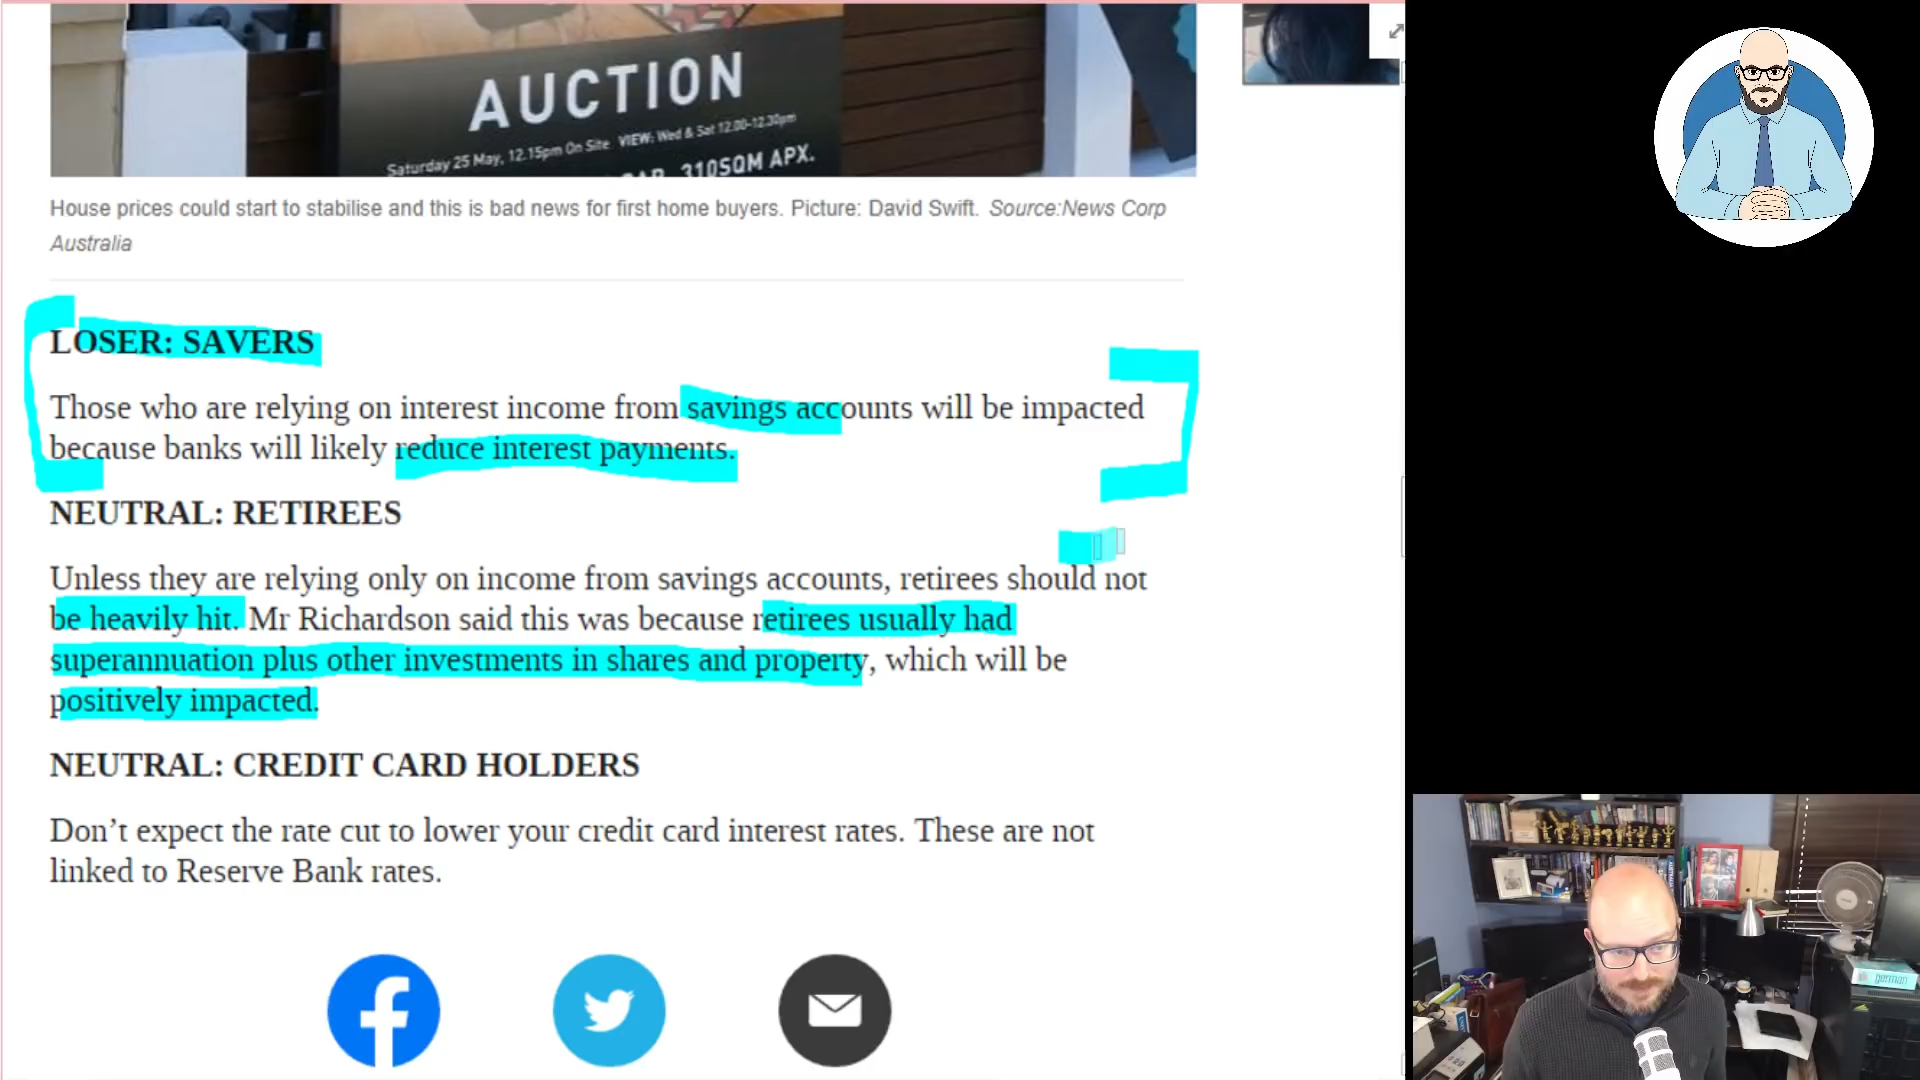 AUCTION
Saturday 25 May, 12.15pm On Site VIEW: Wed & Sat 12.00-12.30pm
310SQM APX.
House prices could start to stabilise and this is bad news for first home buyers. Picture: David Swift. Source:News Corp
Australia
LOSER: SAVERS
Those who are relying on interest income from savings accounts will be impacted
because banks will likely reduce interest payments.
NEUTRAL: RETIREES
Unless they are relying only on income from savings accounts, retirees should not
be heavily hit. Mr Richardson said this was because retirees usually had
superannuation plus other investments in shares and property, which will be
positively impacted.
NEUTRAL: CREDIT CARD HOLDERS
Don’t expect the rate cut to lower your credit card interest rates. These are not
linked to Reserve Bank rates.
german